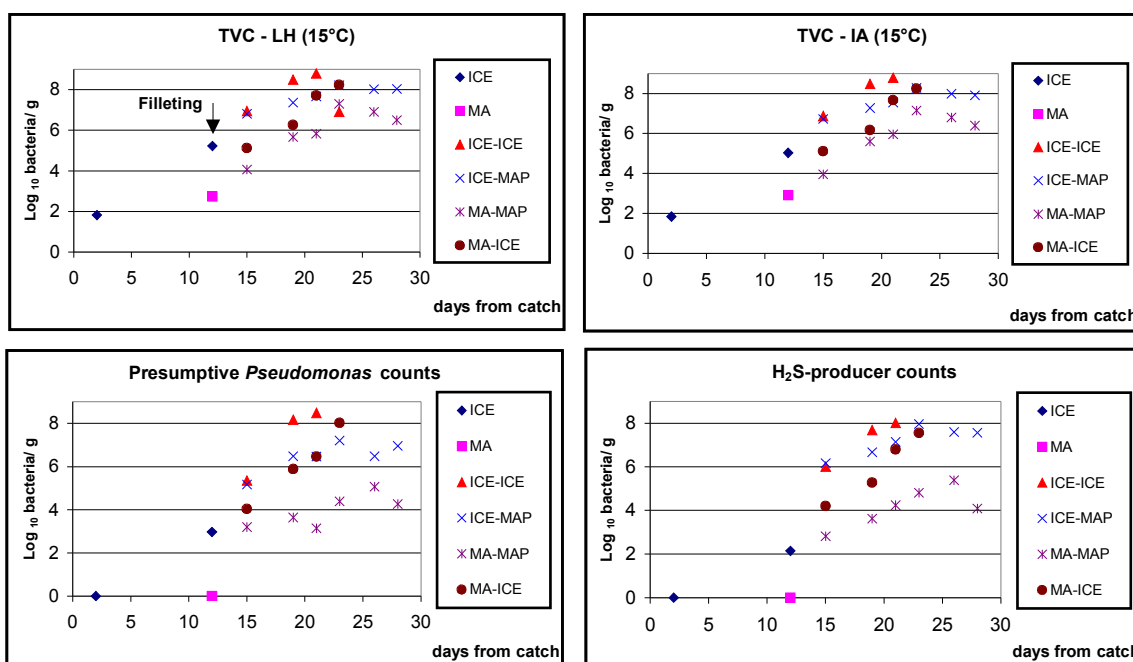 TVC - LH (15°C)
Log 10 bacteria/ g
8
6
4
2
0
0 5 10 15 20 25 30
days from catch
Filleting
ICE
MA
ICE-ICE
ICE-MAP
MA-MAP
MA-ICE
TVC - IA (15°C)
Log 10 bacteria/ g
8
6
4
2
0
0 5 10 15 20 25 30
days from catch
ICE
MA
ICE-ICE
ICE-MAP
MA-MAP
MA-ICE
Presumptive Pseudomonas counts
Log 10 bacteria/ g
8
6
4
2
0
0 5 10 15 20 25 30
days from catch
ICE
MA
ICE-ICE
ICE-MAP
MA-MAP
MA-ICE
H₂S-producer counts
Log 10 bacteria/ g
8
6
4
2
0
0 5 10 15 20 25 30
days from catch
ICE
MA
ICE-ICE
ICE-MAP
MA-MAP
MA-ICE